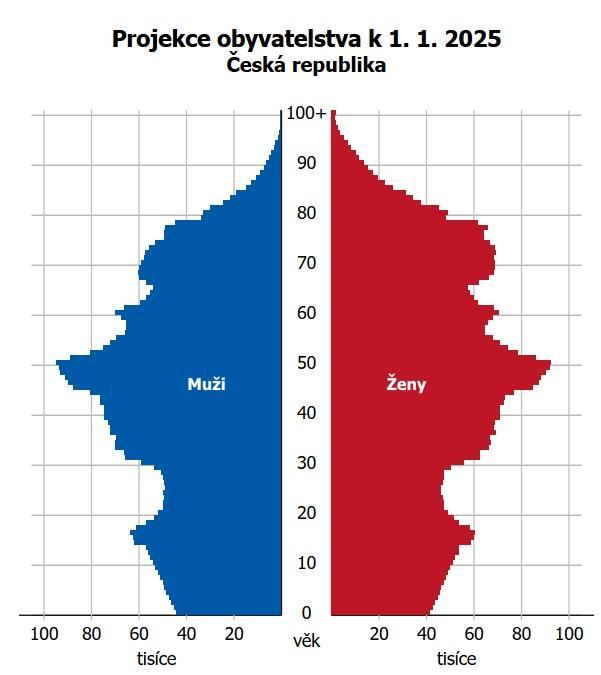 Projekce obyvatelstva k 1. 1. 2025
Česká republika
100+
90
80
70
60
50
Muži
Ženy
40
30
20
10
0
100 80 60 40 20
věk
20 40 60 80 100
tisíce
tisíce